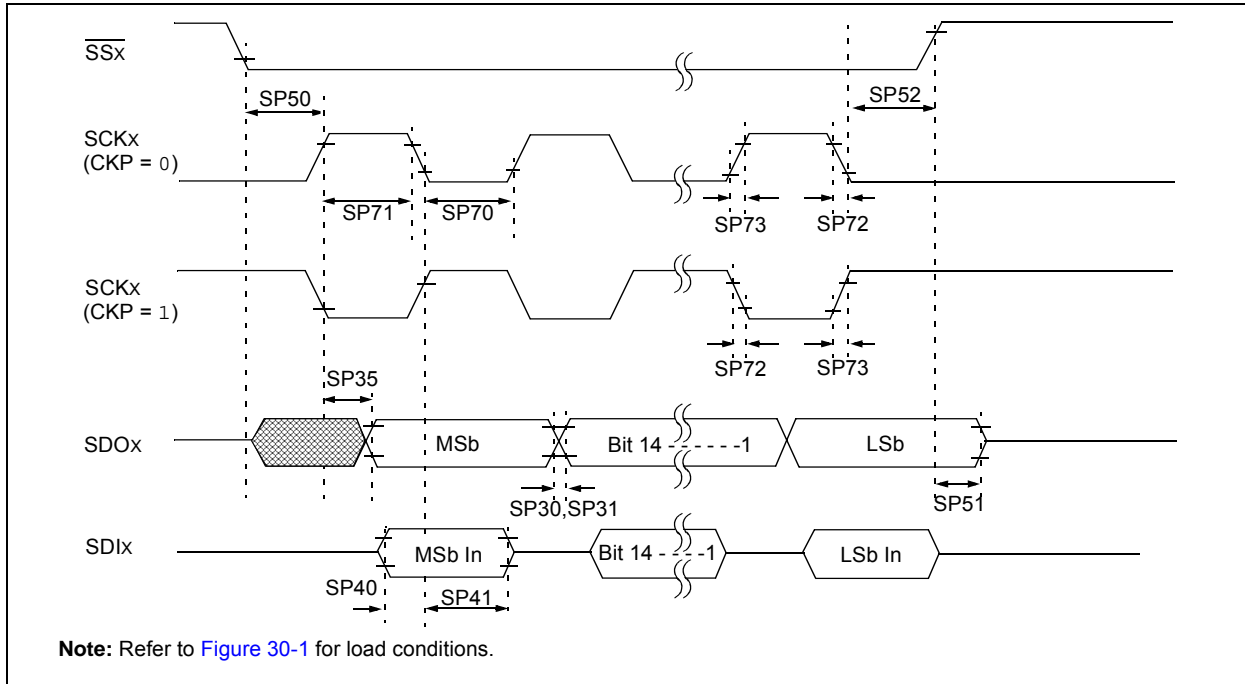 SSx
SP50
SP52
SCKx
(CKP = 0)
SP71
SP70
SP73
SP72
SCKx
(CKP = 1)
SP35
SP72
SP73
SDOx
MSb
Bit 14 - - - - - -1
LSb
SP30,SP31
SP51
SDIx
MSb In
Bit 14 - - - - -1
LSb In
SP40
SP41
Note: Refer to Figure 30-1 for load conditions.